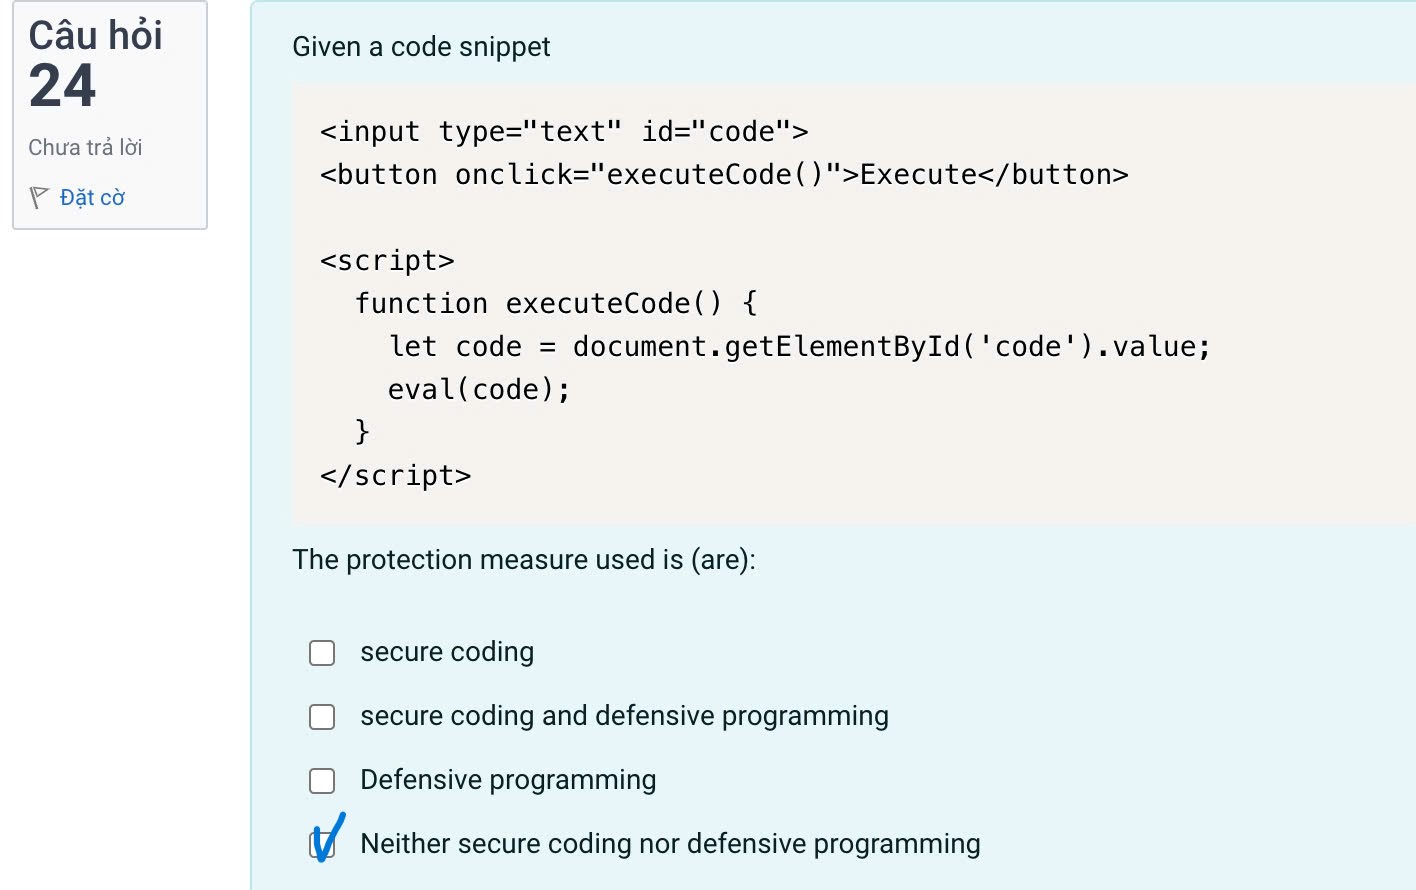 Câu hỏi
24
Chưa trả lời
Đặt cờ
Given a code snippet
<input type="text" id="code">
<button onclick="executeCode()">Execute</button>
<script>
  function executeCode() {
    let code = document.getElementById('code').value;
    eval(code);
  }
</script>
The protection measure used is (are):
secure coding
secure coding and defensive programming
Defensive programming
Neither secure coding nor defensive programming